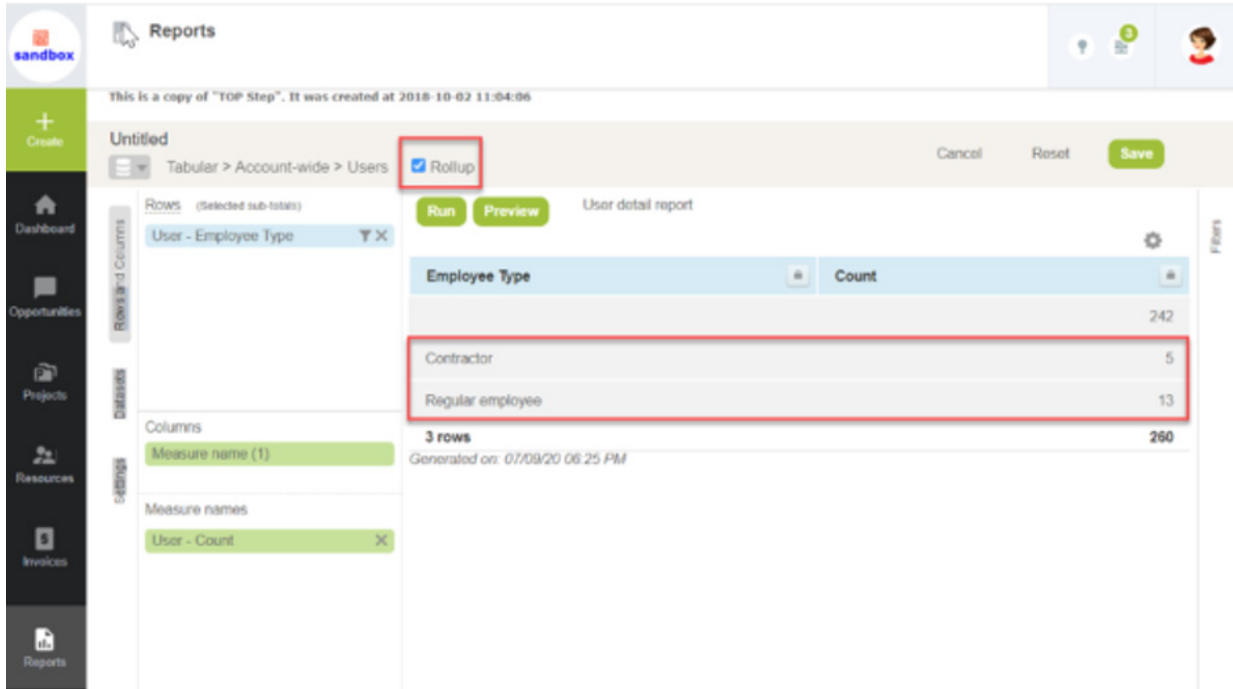 sandbox
Reports
3
This is a copy of "TOP Step". It was created at 2018-10-02 11:04:06
Create
Untitled
Tabular > Account-wide > Users
Rollup
Cancel
Reset
Save
Dashboard
Opportunities
Projects
Resources
Invoices
Reports
Rows and Columns
Datasets
Settings
Rows (Selected sub-totals)
User - Employee Type
Columns
Measure name (1)
Measure names
User - Count
Run Preview User detail report
Employee Type Count
242
Contractor 5
Regular employee 13
3 rows 260
Generated on: 07/09/20 06:25 PM
Filters